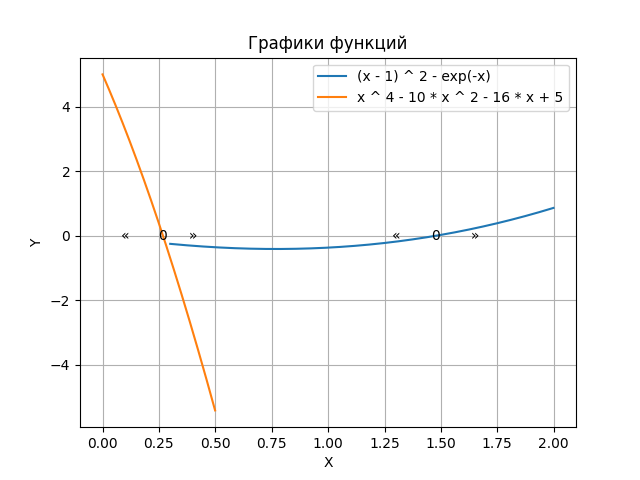 Графики функций
(x - 1) ^ 2 - exp(-x)
x ^ 4 - 10 * x ^ 2 - 16 * x + 5
4
2
0
−2
−4
Y
« 0 » « 0 »
0.00 0.25 0.50 0.75 1.00 1.25 1.50 1.75 2.00
X